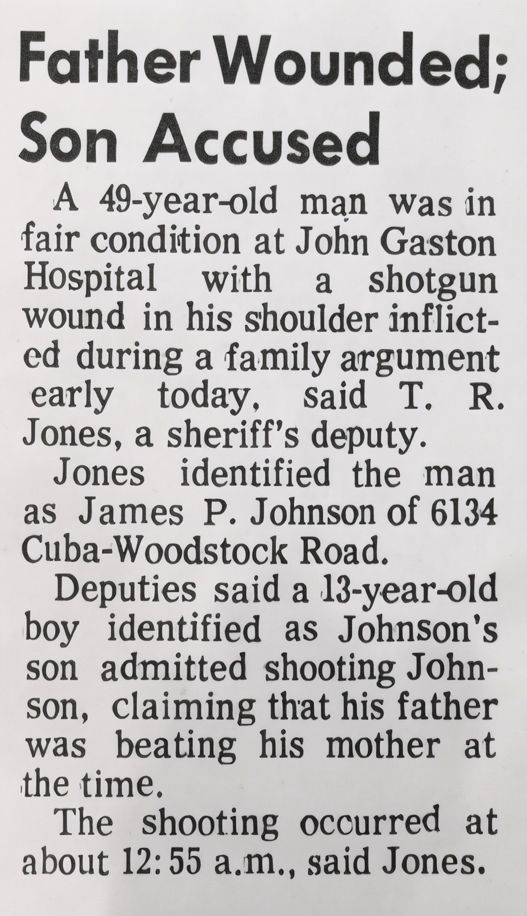 Father Wounded;
Son Accused
A 49-year-old man was in
fair condition at John Gaston
Hospital with a shotgun
wound in his shoulder inflict-
ed during a family argument
early today, said T. R.
Jones, a sheriff's deputy.
Jones identified the man
as James P. Johnson of 6134
Cuba-Woodstock Road.
Deputies said a 13-year-old
boy identified as Johnson's
son admitted shooting John-
son, claiming that his father
was beating his mother at
the time.
The shooting occurred at
about 12:55 a.m., said Jones.